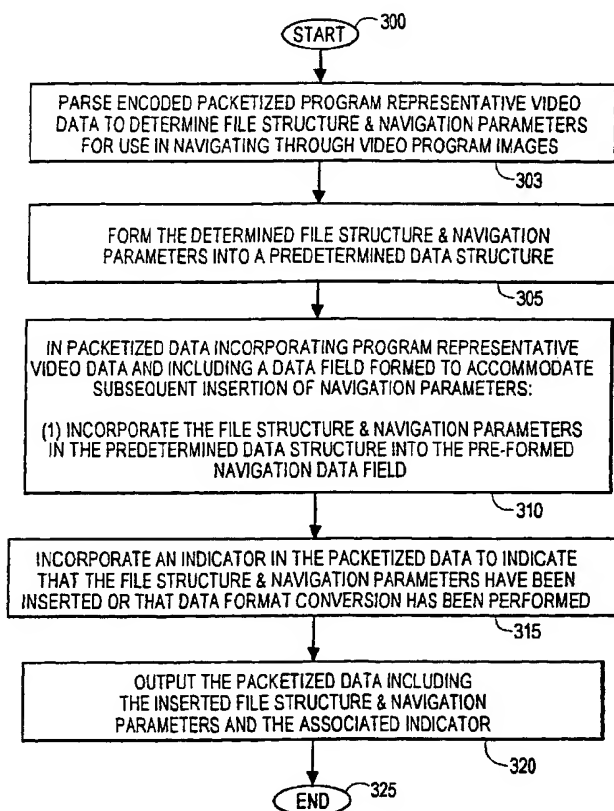 START
300
PARSE ENCODED PACKETIZED PROGRAM REPRESENTATIVE VIDEO
DATA TO DETERMINE FILE STRUCTURE & NAVIGATION PARAMETERS
FOR USE IN NAVIGATING THROUGH VIDEO PROGRAM IMAGES
303
FORM THE DETERMINED FILE STRUCTURE & NAVIGATION
PARAMETERS INTO A PREDETERMINED DATA STRUCTURE
305
IN PACKETIZED DATA INCORPORATING PROGRAM REPRESENTATIVE
VIDEO DATA AND INCLUDING A DATA FIELD FORMED TO ACCOMMODATE
SUBSEQUENT INSERTION OF NAVIGATION PARAMETERS:
(1) INCORPORATE THE FILE STRUCTURE & NAVIGATION PARAMETERS
IN THE PREDETERMINED DATA STRUCTURE INTO THE PRE-FORMED
NAVIGATION DATA FIELD
310
INCORPORATE AN INDICATOR IN THE PACKETIZED DATA TO INDICATE
THAT THE FILE STRUCTURE & NAVIGATION PARAMETERS HAVE BEEN
INSERTED OR THAT DATA FORMAT CONVERSION HAS BEEN PERFORMED
315
OUTPUT THE PACKETIZED DATA INCLUDING
THE INSERTED FILE STRUCTURE & NAVIGATION
PARAMETERS AND THE ASSOCIATED INDICATOR
320
END
325